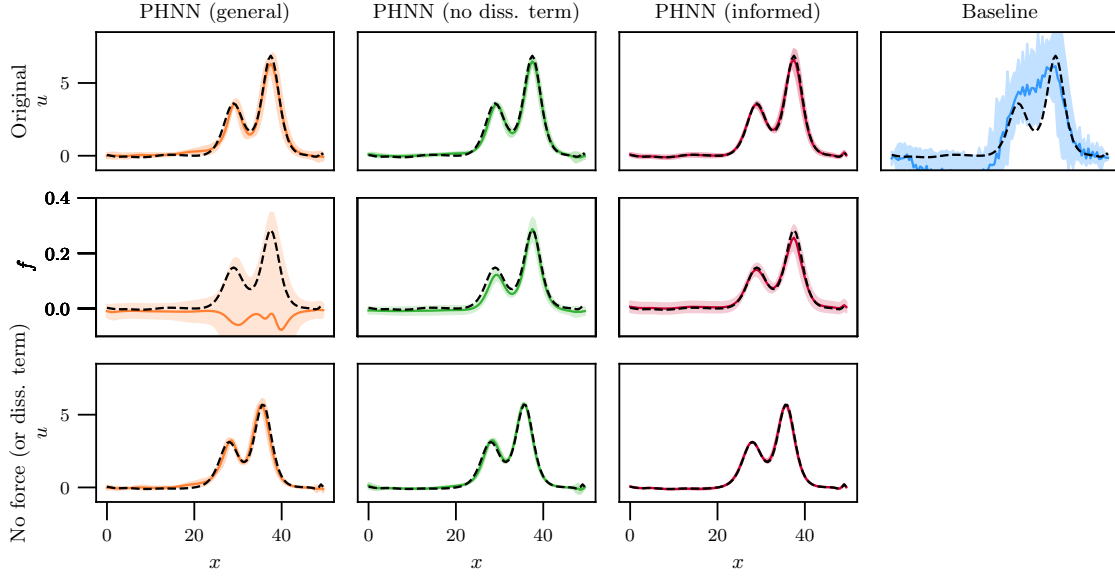 PHNN (general)
PHNN (no diss. term)
PHNN (informed)
Baseline
Original
u
5
0
f
0.4
0.2
0.0
No force (or diss. term)
u
5
0
0
20
40
x
0
20
40
x
0
20
40
x